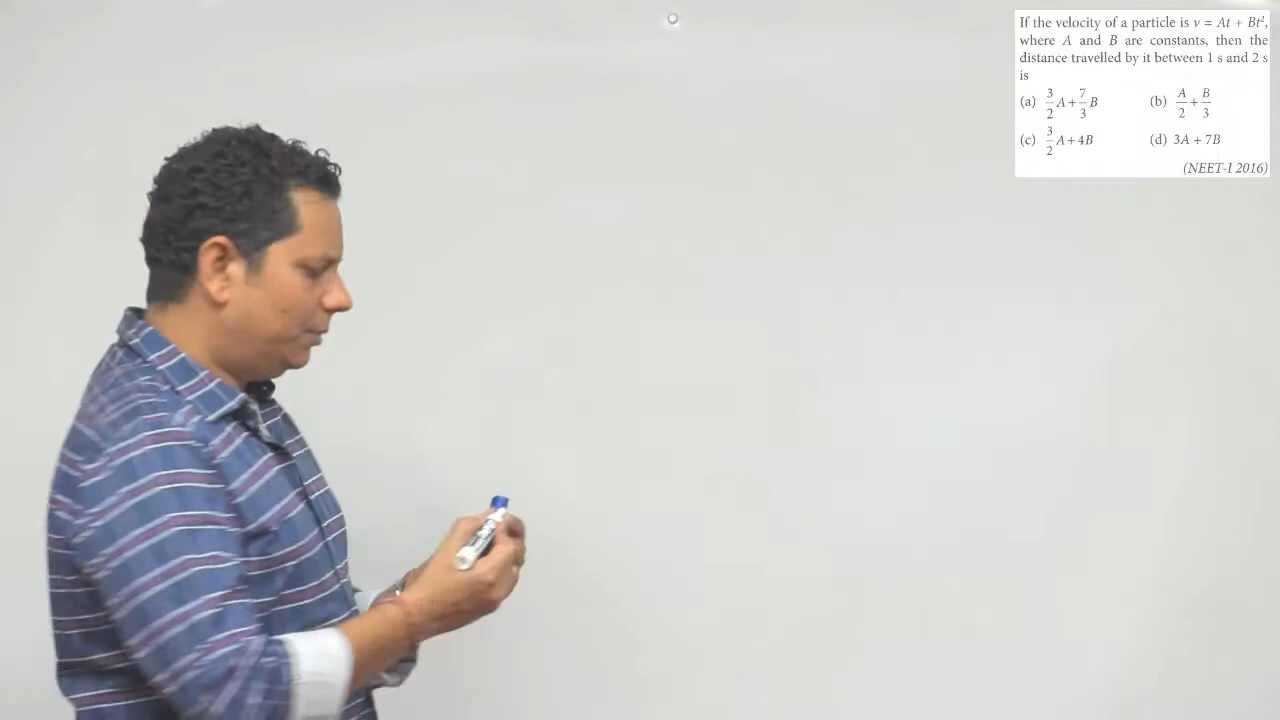 If the velocity of a particle is v = At + Bt²,
where A and B are constants, then the
distance travelled by it between 1 s and 2 s
is
(a) 3/2 A + 7/3 B (b) A/2 + B/3
(c) 3/2 A + 4B (d) 3A + 7B
(NEET-I 2016)